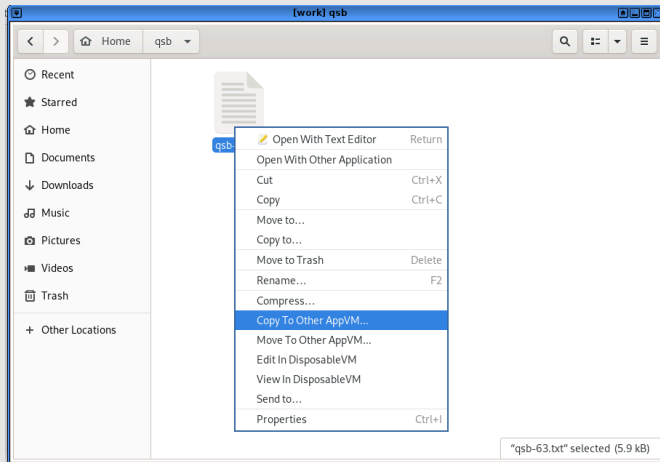 [work] qsb
Home
qsb
Recent
Starred
Home
Documents
Downloads
Music
Pictures
Videos
Trash
+ Other Locations
qsb-
Open With Text Editor Return
Open With Other Application
Cut Ctrl+X
Copy Ctrl+C
Move to…
Copy to…
Move to Trash Delete
Rename… F2
Compress…
Copy To Other AppVM…
Move To Other AppVM…
Edit In DisposableVM
View In DisposableVM
Send to…
Properties Ctrl+I
“qsb-63.txt” selected (5.9 kB)